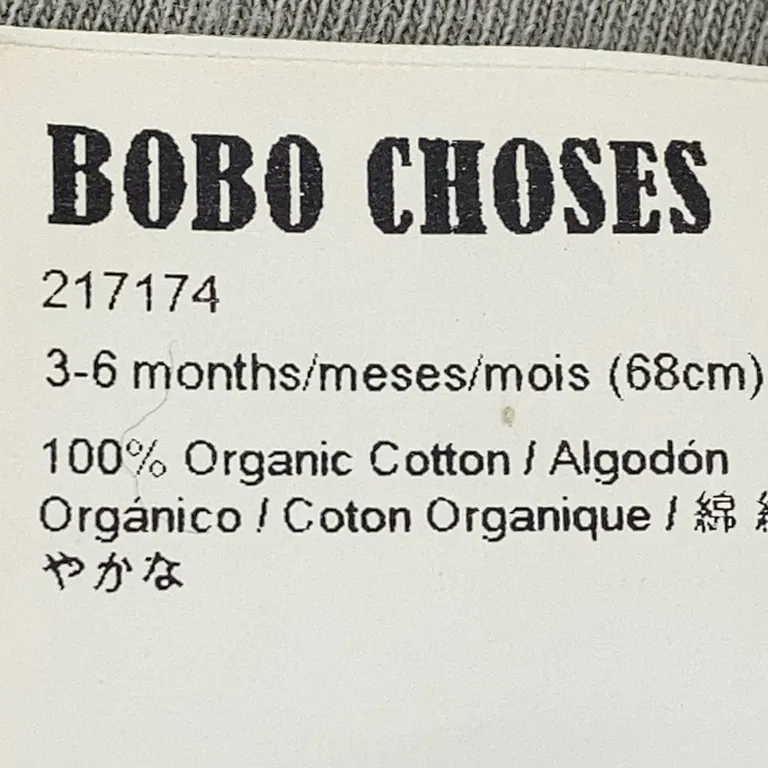 BOBO CHOSES
217174
3-6 months/meses/mois (68cm)
100% Organic Cotton / Algodón
Orgánico / Coton Organique / 綿
やかな